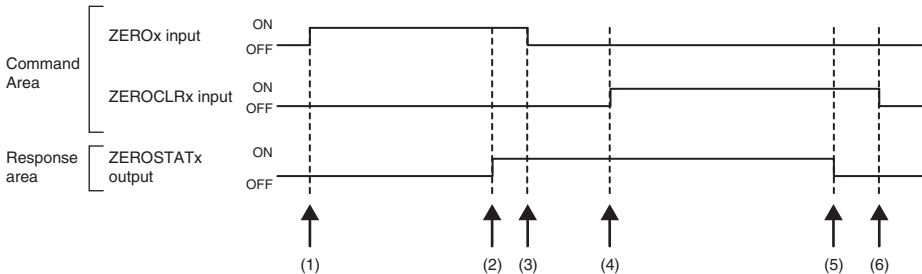 Command
Area
ZEROx input
ON
OFF
ZEROCLRx input
ON
OFF
Response
area
ZEROSTATx
output
ON
OFF
(1)
(2)
(3)
(4)
(5)
(6)